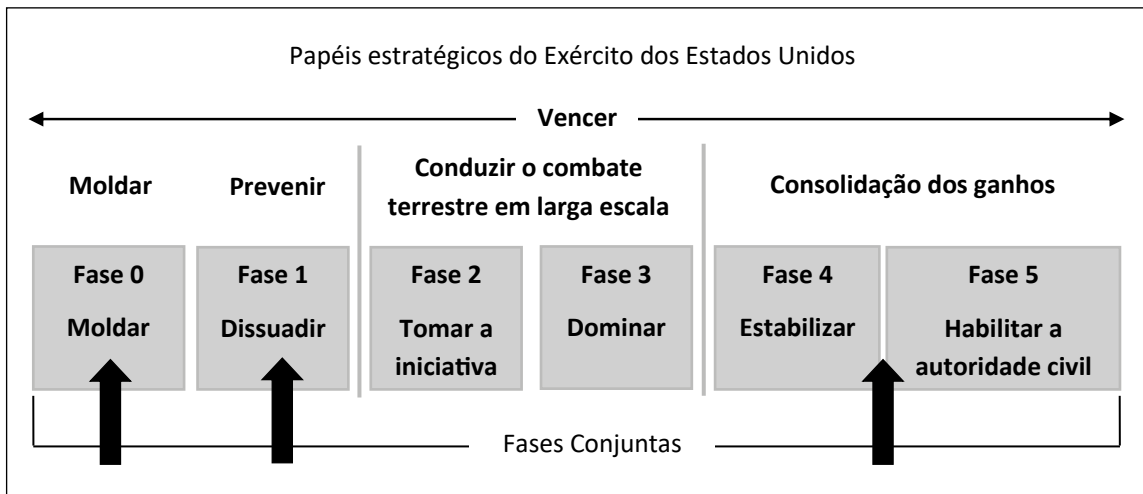 Papéis estratégicos do Exército dos Estados Unidos
Vencer
Moldar
Prevenir
Conduzir o combate
terrestre em larga escala
Consolidação dos ganhos
Fase 0
Moldar
Fase 1
Dissuadir
Fase 2
Tomar a
iniciativa
Fase 3
Dominar
Fase 4
Estabilizar
Fase 5
Habilitar a
autoridade civil
Fases Conjuntas